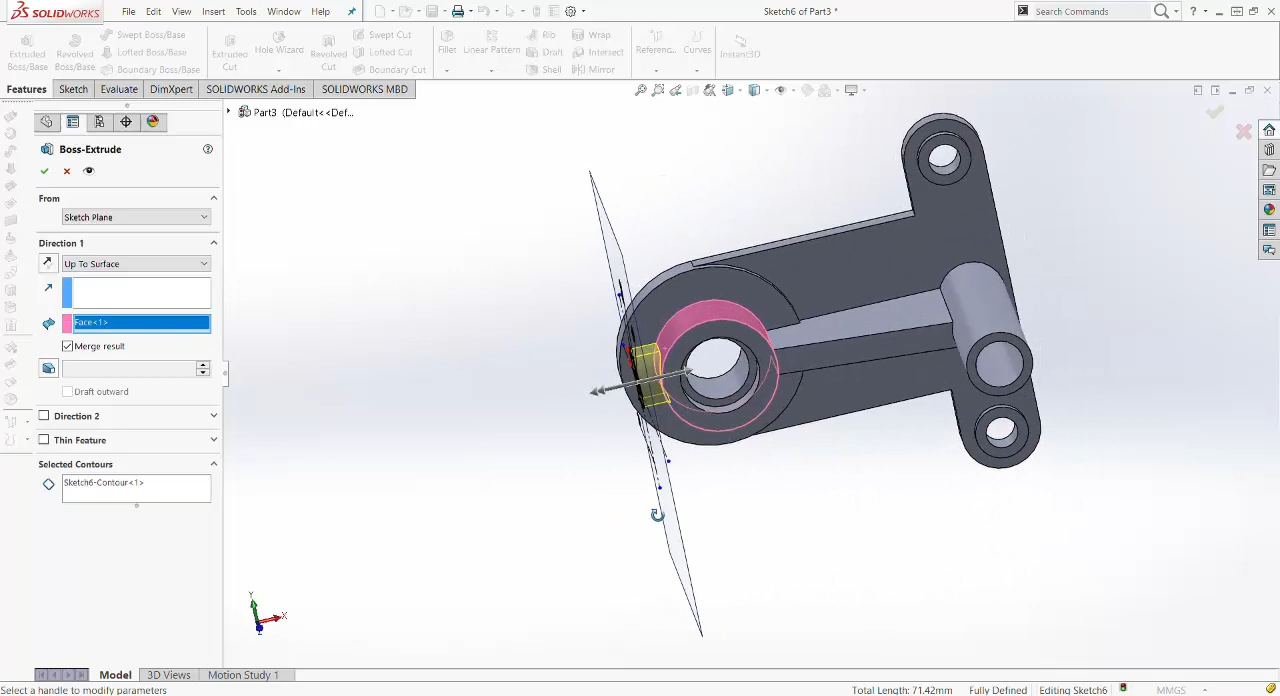 SOLIDWORKS File Edit View Insert Tools Window Help Sketch6 of Part3 * Search Commands
Extruded Boss/Base
Revolved Boss/Base
Swept Boss/Base
Lofted Boss/Base
Boundary Boss/Base
Extruded Cut
Hole Wizard
Revolved Cut
Swept Cut
Lofted Cut
Boundary Cut
Fillet
Linear Pattern
Rib
Draft
Shell
Wrap
Intersect
Mirror
Referenc...
Curves
Instant3D
Features Sketch Evaluate DimXpert SOLIDWORKS Add-Ins SOLIDWORKS MBD
Part3 (Default<<Def...
Boss-Extrude
From
Sketch Plane
Direction 1
Up To Surface
Face<1>
Merge result
Draft outward
Direction 2
Thin Feature
Selected Contours
Sketch6-Contour<1>
Y
X
Z
Model 3D Views Motion Study 1
Select a handle to modify parameters Total Length: 71.42mm Fully Defined Editing Sketch6 MMGS